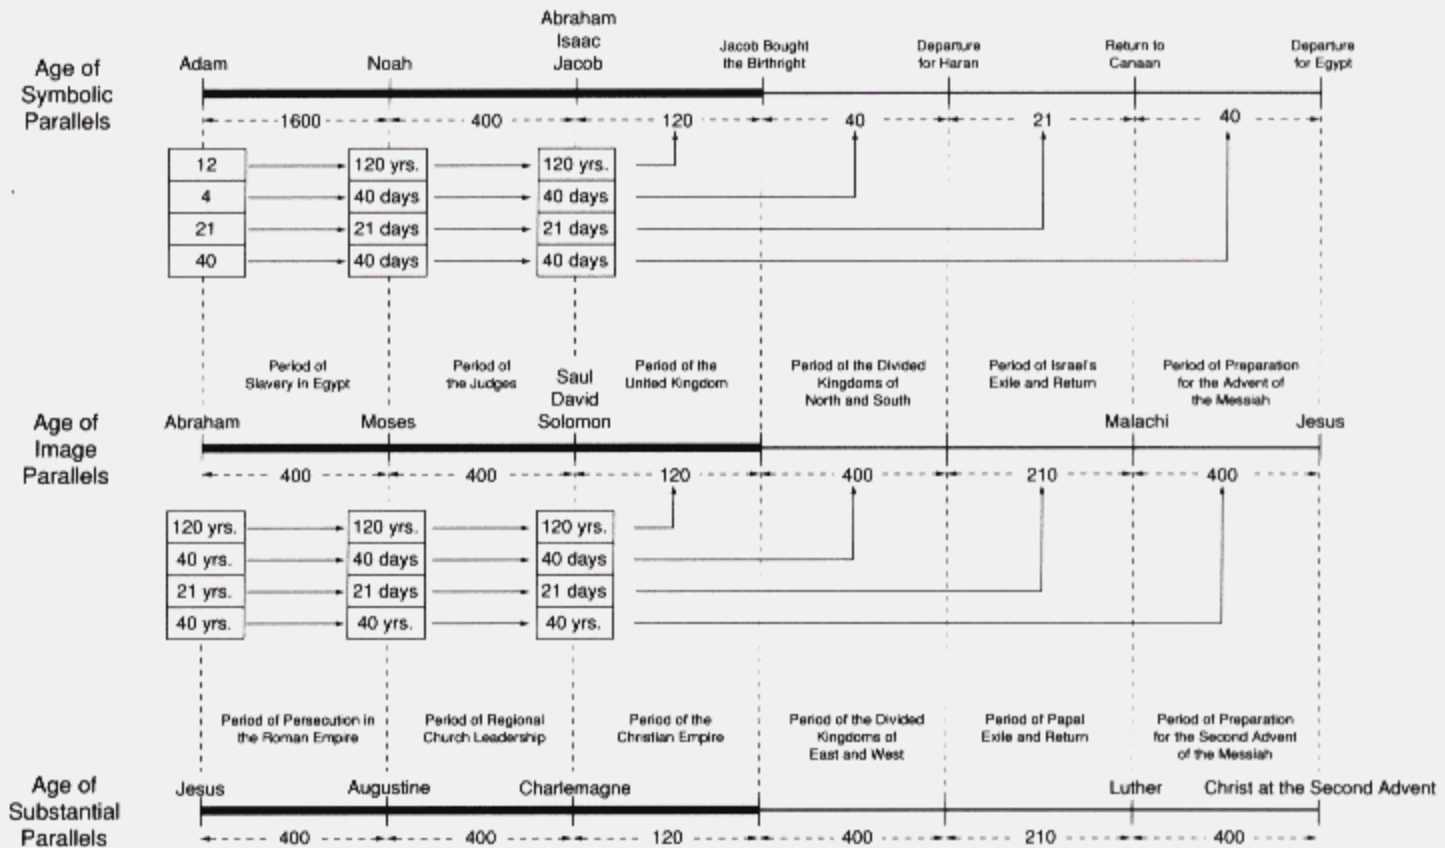 Abraham
Isaac
Jacob
Adam
Noah
Jacob Bought
the Birthright
Departure
for Haran
Return to
Canaan
Departure
for Egypt
Age of
Symbolic
Parallels
1600 400 120 40 21 40
12 120 yrs. 120 yrs.
4 40 days 40 days
21 21 days 21 days
40 40 days 40 days
Period of
Slavery in Egypt
Period of
the Judges
Period of the
United Kingdom
Period of the Divided
Kingdoms of
North and South
Period of Israel's
Exile and Return
Period of Preparation
for the Advent of
the Messiah
Age of
Image
Parallels
Abraham
Moses
Saul
David
Solomon
Malachi
Jesus
400 400 120 400 210 400
120 yrs. 120 yrs. 120 yrs.
40 yrs. 40 days 40 days
21 yrs. 21 days 21 days
40 yrs. 40 yrs. 40 yrs.
Period of Persecution in
the Roman Empire
Period of Regional
Church Leadership
Period of the
Christian Empire
Period of the Divided
Kingdoms of
East and West
Period of Papal
Exile and Return
Period of Preparation
for the Second Advent
of the Messiah
Age of
Substantial
Parallels
Jesus
Augustine
Charlemagne
Luther
Christ at the Second Advent
400 400 120 400 210 400